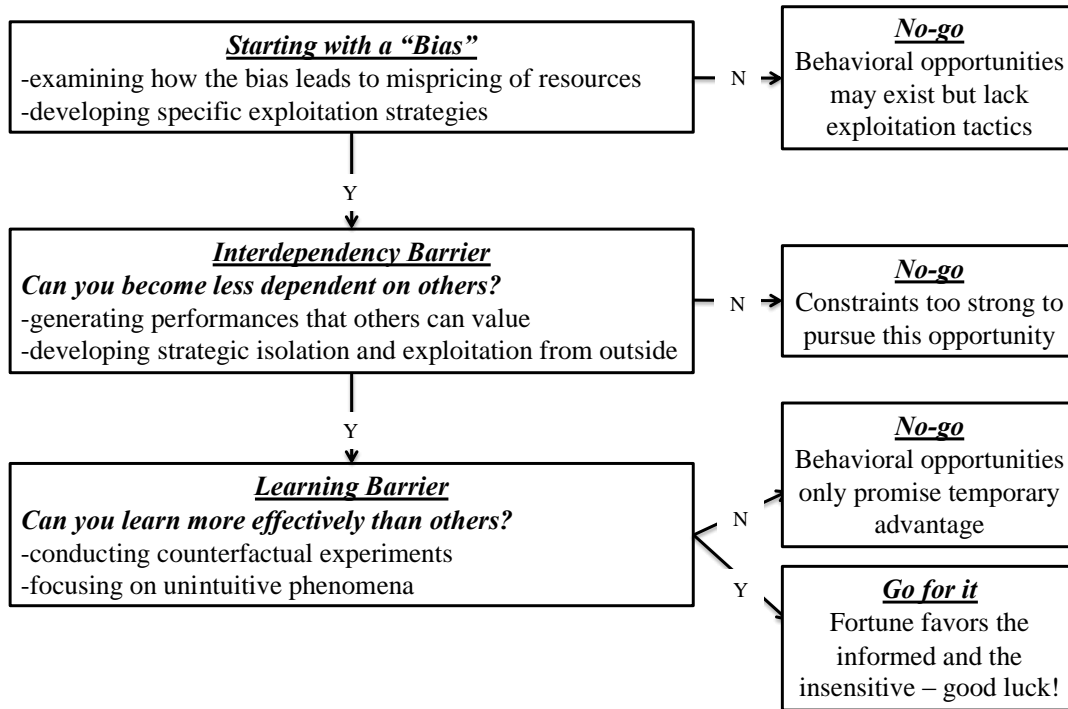 Starting with a “Bias”
-examining how the bias leads to mispricing of resources
-developing specific exploitation strategies
N
No-go
Behavioral opportunities
may exist but lack
exploitation tactics
Y
Interdependency Barrier
Can you become less dependent on others?
-generating performances that others can value
-developing strategic isolation and exploitation from outside
N
No-go
Constraints too strong to
pursue this opportunity
Y
Learning Barrier
Can you learn more effectively than others?
-conducting counterfactual experiments
-focusing on unintuitive phenomena
N
No-go
Behavioral opportunities
only promise temporary
advantage
Y
Go for it
Fortune favors the
informed and the
insensitive – good luck!